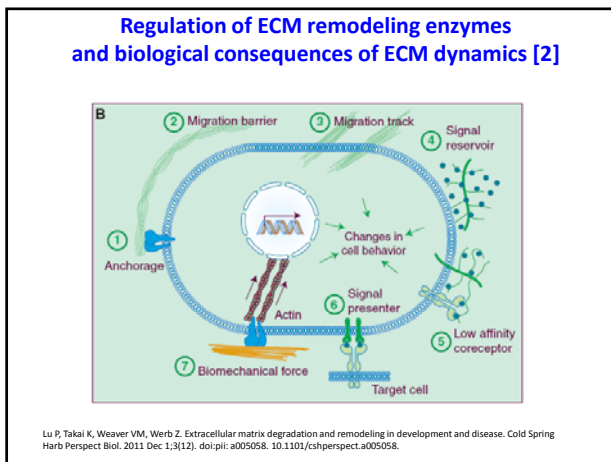 Regulation of ECM remodeling enzymes
and biological consequences of ECM dynamics [2]
B
2 Migration barrier
3 Migration track
4 Signal
reservoir
1
Anchorage
Changes in
cell behavior
6 Signal
presenter
Actin
5 Low affinity
coreceptor
7 Biomechanical force
Target cell
Lu P, Takai K, Weaver VM, Werb Z. Extracellular matrix degradation and remodeling in development and disease. Cold Spring
Harb Perspect Biol. 2011 Dec 1;3(12). doi:pii: a005058. 10.1101/cshperspect.a005058.